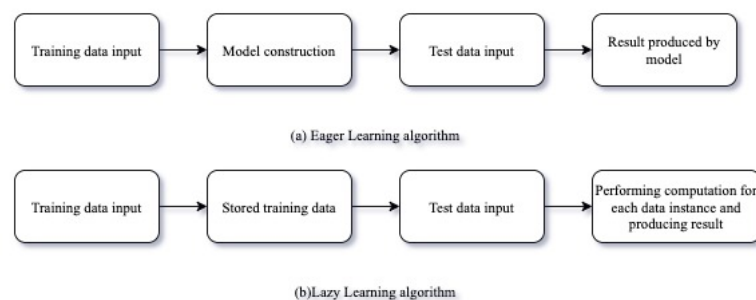 Training data input
Model construction
Test data input
Result produced by
model
(a) Eager Learning algorithm
Training data input
Stored training data
Test data input
Performing computation for
each data instance and
producing result
(b)Lazy Learning algorithm